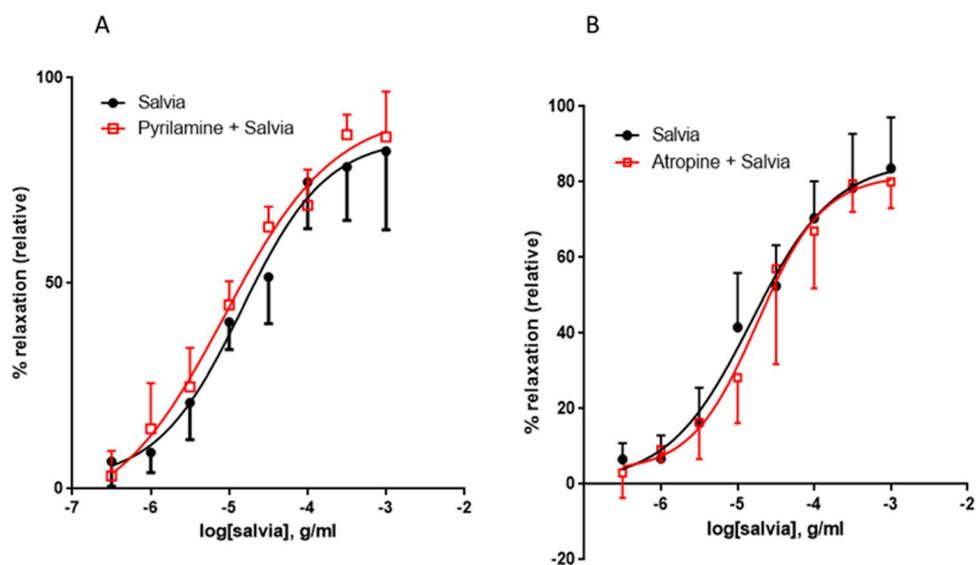 A
100
Salvia
Pyrilamine + Salvia
% relaxation (relative)
50
0
-7 -6 -5 -4 -3 -2
log[salvia], g/ml
B
100
Salvia
Atropine + Salvia
80
60
% relaxation (relative)
40
20
0
-6 -5 -4 -3 -2
log[salvia], g/ml
-20